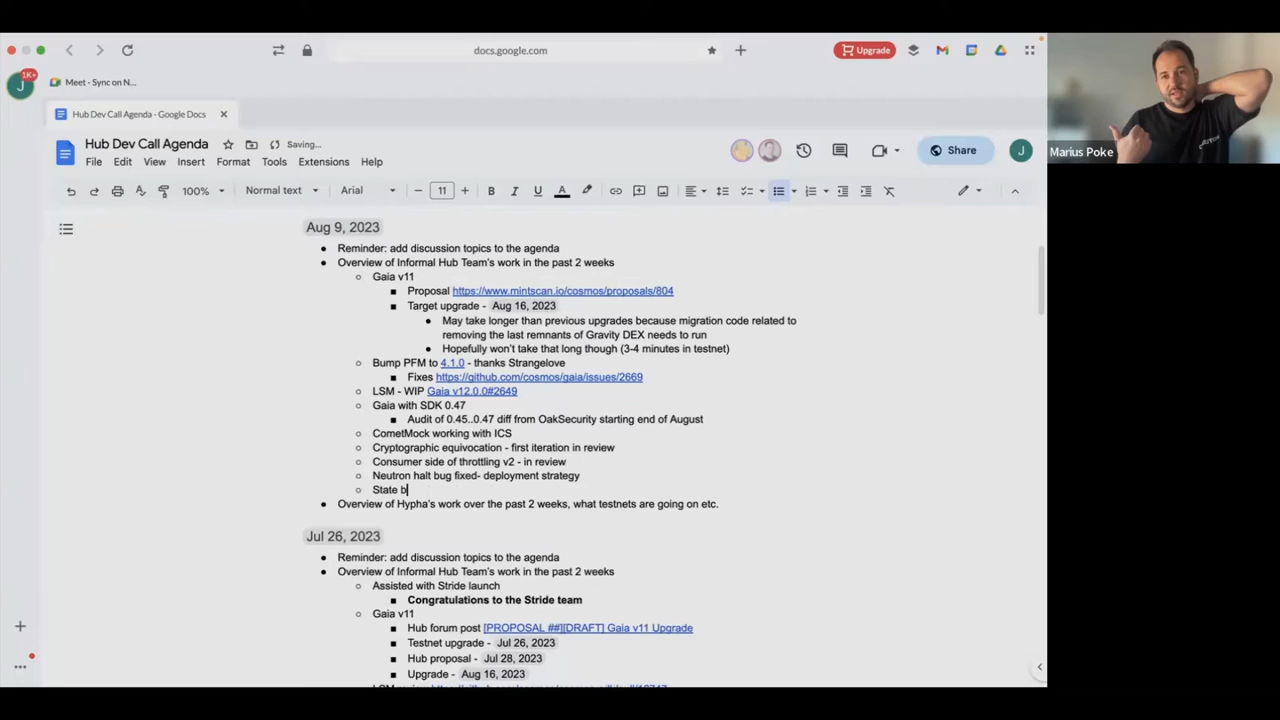 docs.google.com
Upgrade
1K+
J
Meet - Sync on N...
Hub Dev Call Agenda - Google Docs
Hub Dev Call Agenda
Saving...
File Edit View Insert Format Tools Extensions Help
Share
J
100% Normal text Arial 11 B I U A
Aug 9, 2023
Reminder: add discussion topics to the agenda
Overview of Informal Hub Team's work in the past 2 weeks
Gaia v11
Proposal https://www.mintscan.io/cosmos/proposals/804
Target upgrade - Aug 16, 2023
May take longer than previous upgrades because migration code related to
removing the last remnants of Gravity DEX needs to run
Hopefully won't take that long though (3-4 minutes in testnet)
Bump PFM to 4.1.0 - thanks Strangelove
Fixes https://github.com/cosmos/gaia/issues/2669
LSM - WIP Gaia v12.0.0#2649
Gaia with SDK 0.47
Audit of 0.45..0.47 diff from OakSecurity starting end of August
CometMock working with ICS
Cryptographic equivocation - first iteration in review
Consumer side of throttling v2 - in review
Neutron halt bug fixed- deployment strategy
State b
Overview of Hypha's work over the past 2 weeks, what testnets are going on etc.
Jul 26, 2023
Reminder: add discussion topics to the agenda
Overview of Informal Hub Team's work in the past 2 weeks
Assisted with Stride launch
Congratulations to the Stride team
Gaia v11
Hub forum post [PROPOSAL ##][DRAFT] Gaia v11 Upgrade
Testnet upgrade - Jul 26, 2023
Hub proposal - Jul 28, 2023
Upgrade - Aug 16, 2023
Marius Poke